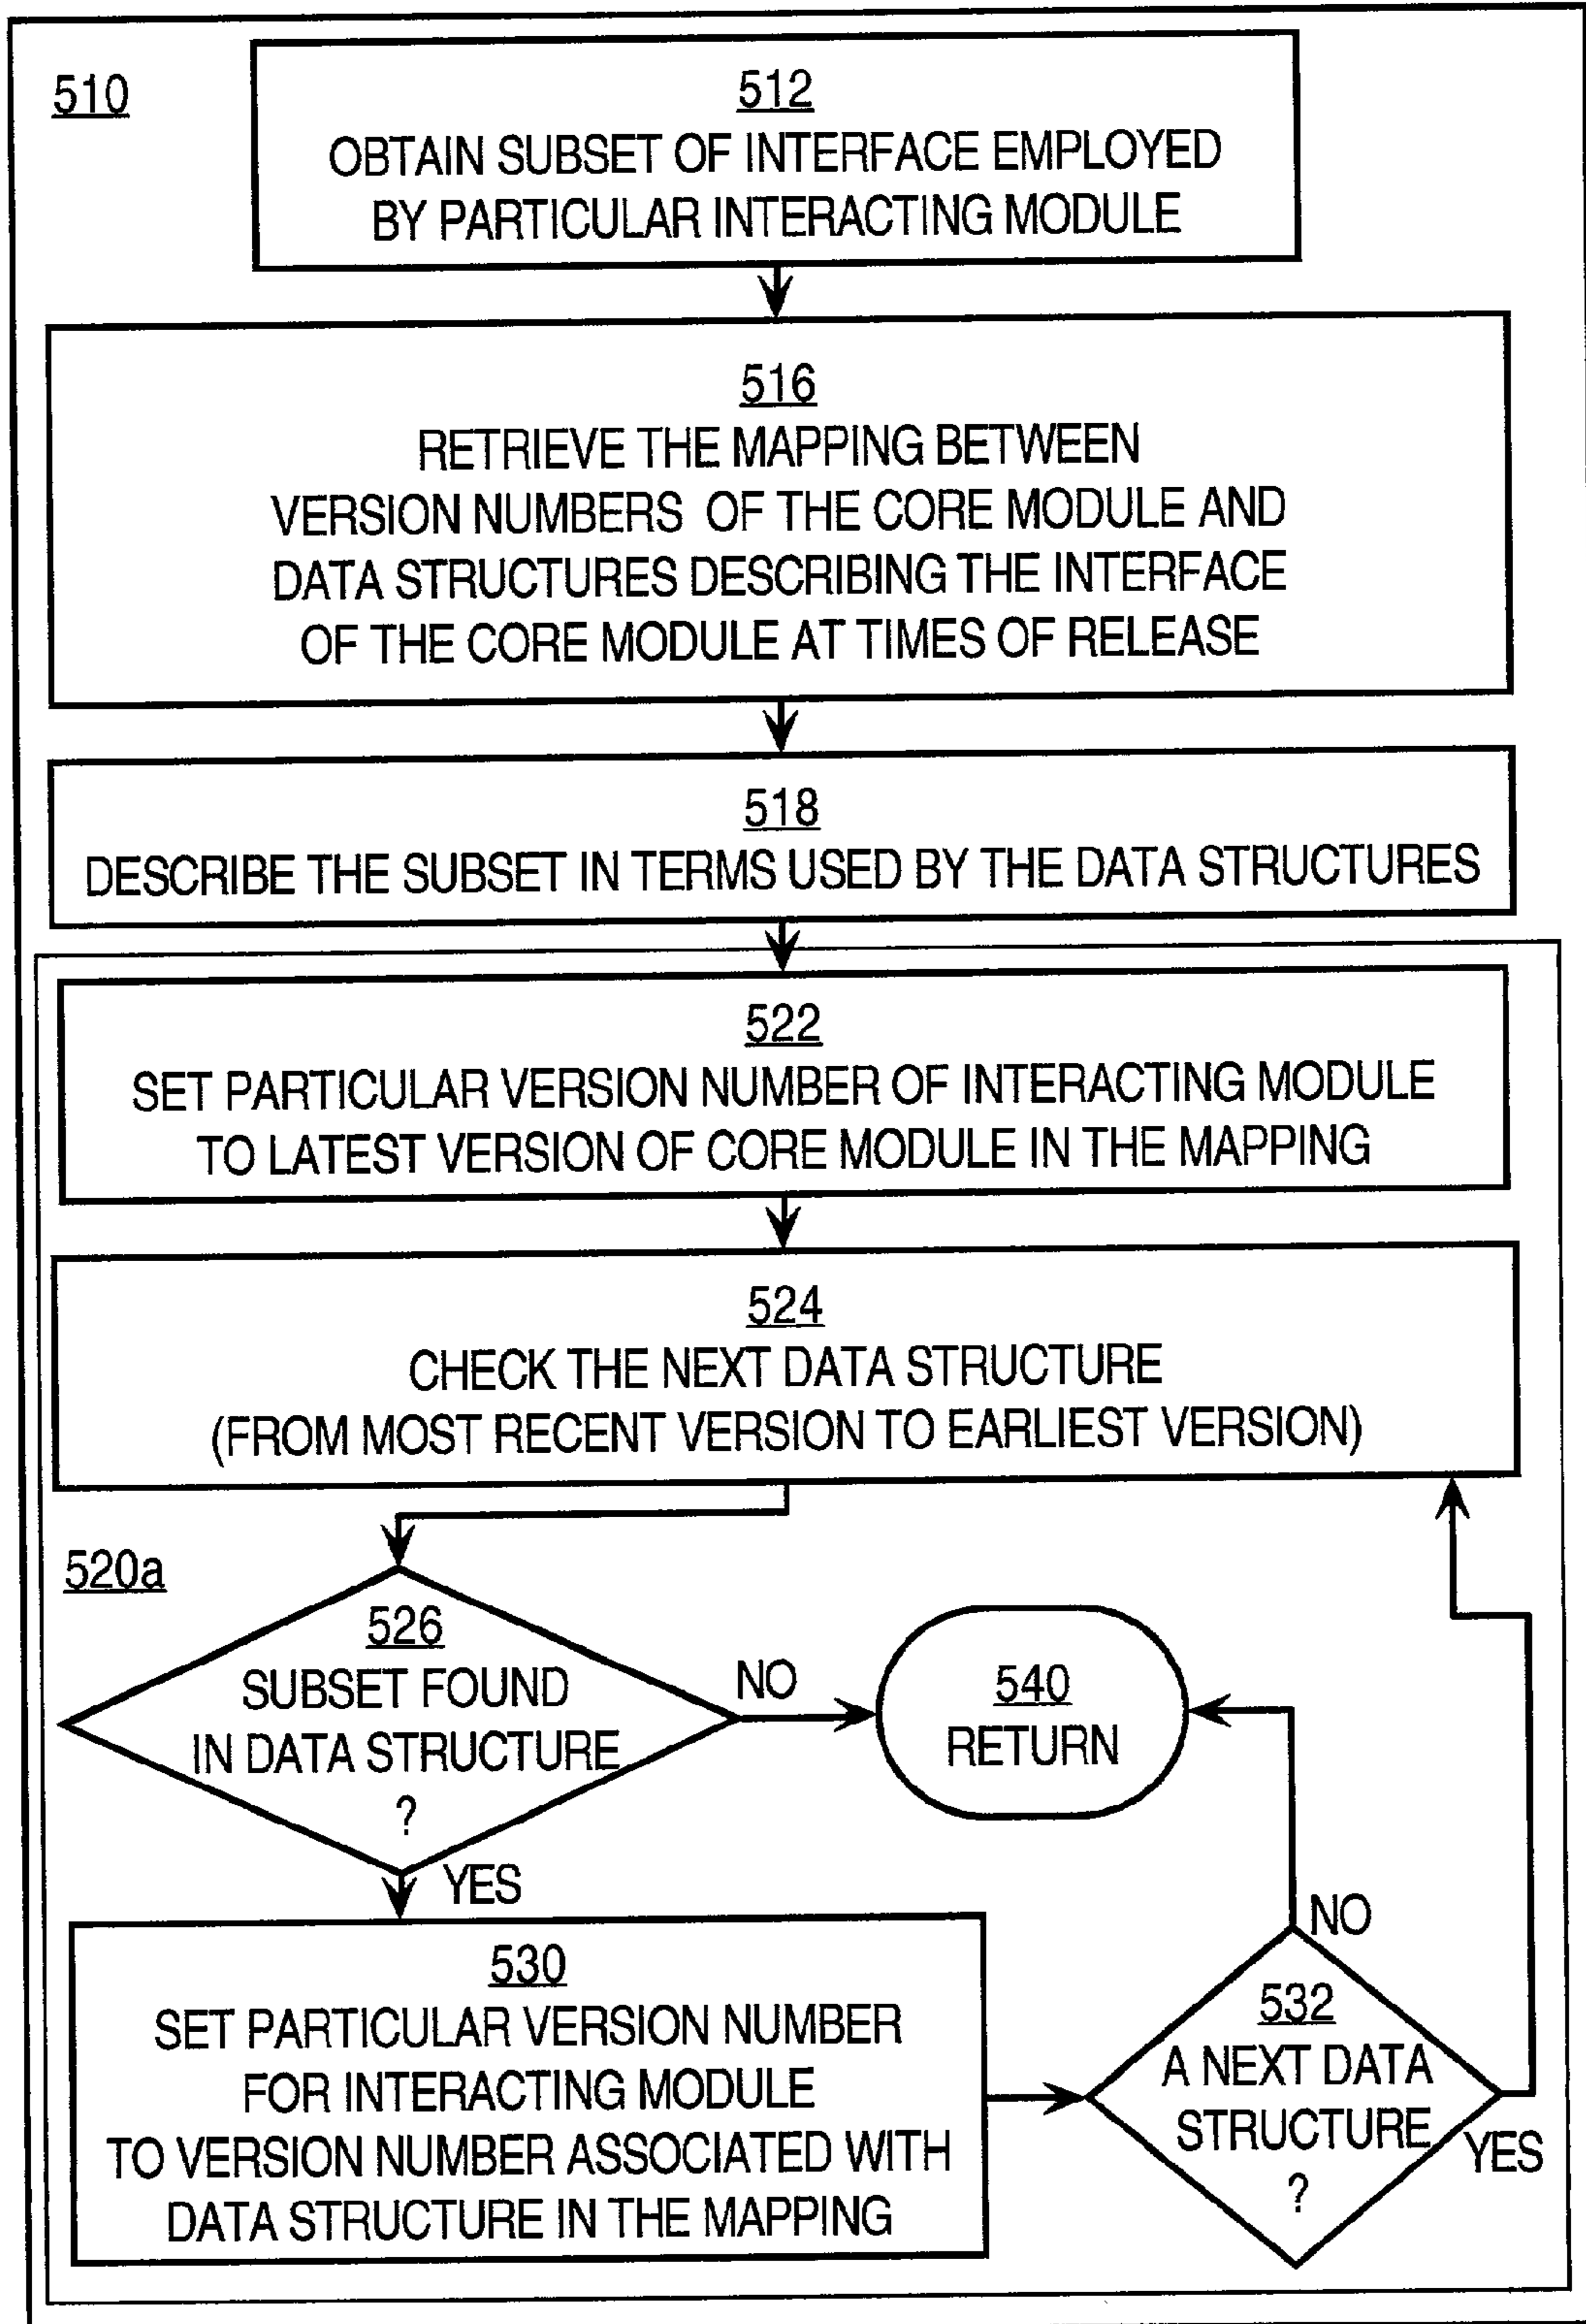 510
512
OBTAIN SUBSET OF INTERFACE EMPLOYED
BY PARTICULAR INTERACTING MODULE
516
RETRIEVE THE MAPPING BETWEEN
VERSION NUMBERS OF THE CORE MODULE AND
DATA STRUCTURES DESCRIBING THE INTERFACE
OF THE CORE MODULE AT TIMES OF RELEASE
518
DESCRIBE THE SUBSET IN TERMS USED BY THE DATA STRUCTURES
522
SET PARTICULAR VERSION NUMBER OF INTERACTING MODULE
TO LATEST VERSION OF CORE MODULE IN THE MAPPING
524
CHECK THE NEXT DATA STRUCTURE
(FROM MOST RECENT VERSION TO EARLIEST VERSION)
520a
526
SUBSET FOUND
IN DATA STRUCTURE
?
NO
540
RETURN
YES
530
SET PARTICULAR VERSION NUMBER
FOR INTERACTING MODULE
TO VERSION NUMBER ASSOCIATED WITH
DATA STRUCTURE IN THE MAPPING
NO
532
A NEXT DATA
STRUCTURE
?
YES